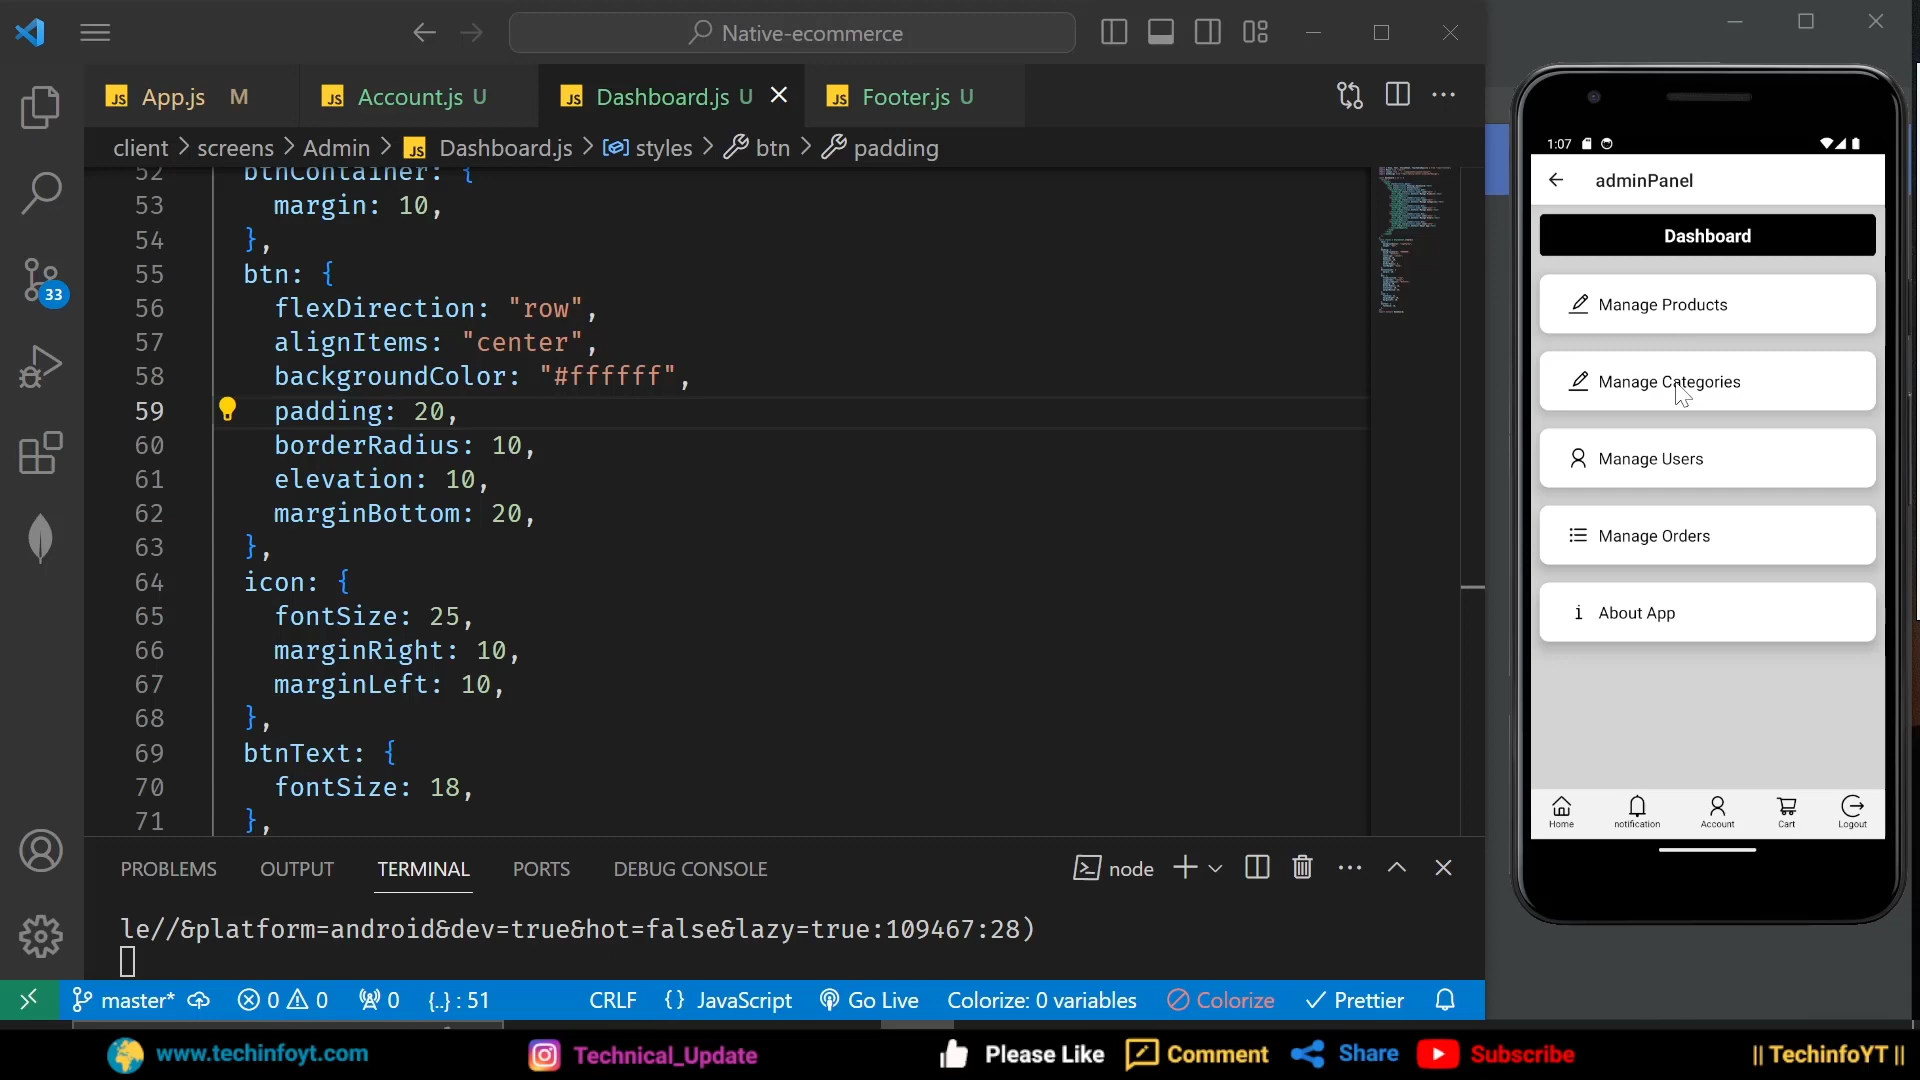 Native-ecommerce
JS App.js M
JS Account.js U
JS Dashboard.js U
JS Footer.js U
client > screens > Admin > JS Dashboard.js > styles > btn > padding
52 btnContainer: {
53 margin: 10,
54 },
55 btn: {
56 flexDirection: "row",
57 alignItems: "center",
58 backgroundColor: "#ffffff",
59 padding: 20,
60 borderRadius: 10,
61 elevation: 10,
62 marginBottom: 20,
63 },
64 icon: {
65 fontSize: 25,
66 marginRight: 10,
67 marginLeft: 10,
68 },
69 btnText: {
70 fontSize: 18,
71 },
33
PROBLEMS OUTPUT TERMINAL PORTS DEBUG CONSOLE
node
le//&platform=android&dev=true&hot=false&lazy=true:109467:28)
master* 0 0 0 {..} : 51 CRLF {} JavaScript Go Live Colorize: 0 variables Colorize Prettier
1:07
adminPanel
Dashboard
Manage Products
Manage Categories
Manage Users
Manage Orders
About App
Home notification Account Cart Logout
www.techinfoyt.com Technical_Update Please Like Comment Share Subscribe || TechinfoYT ||